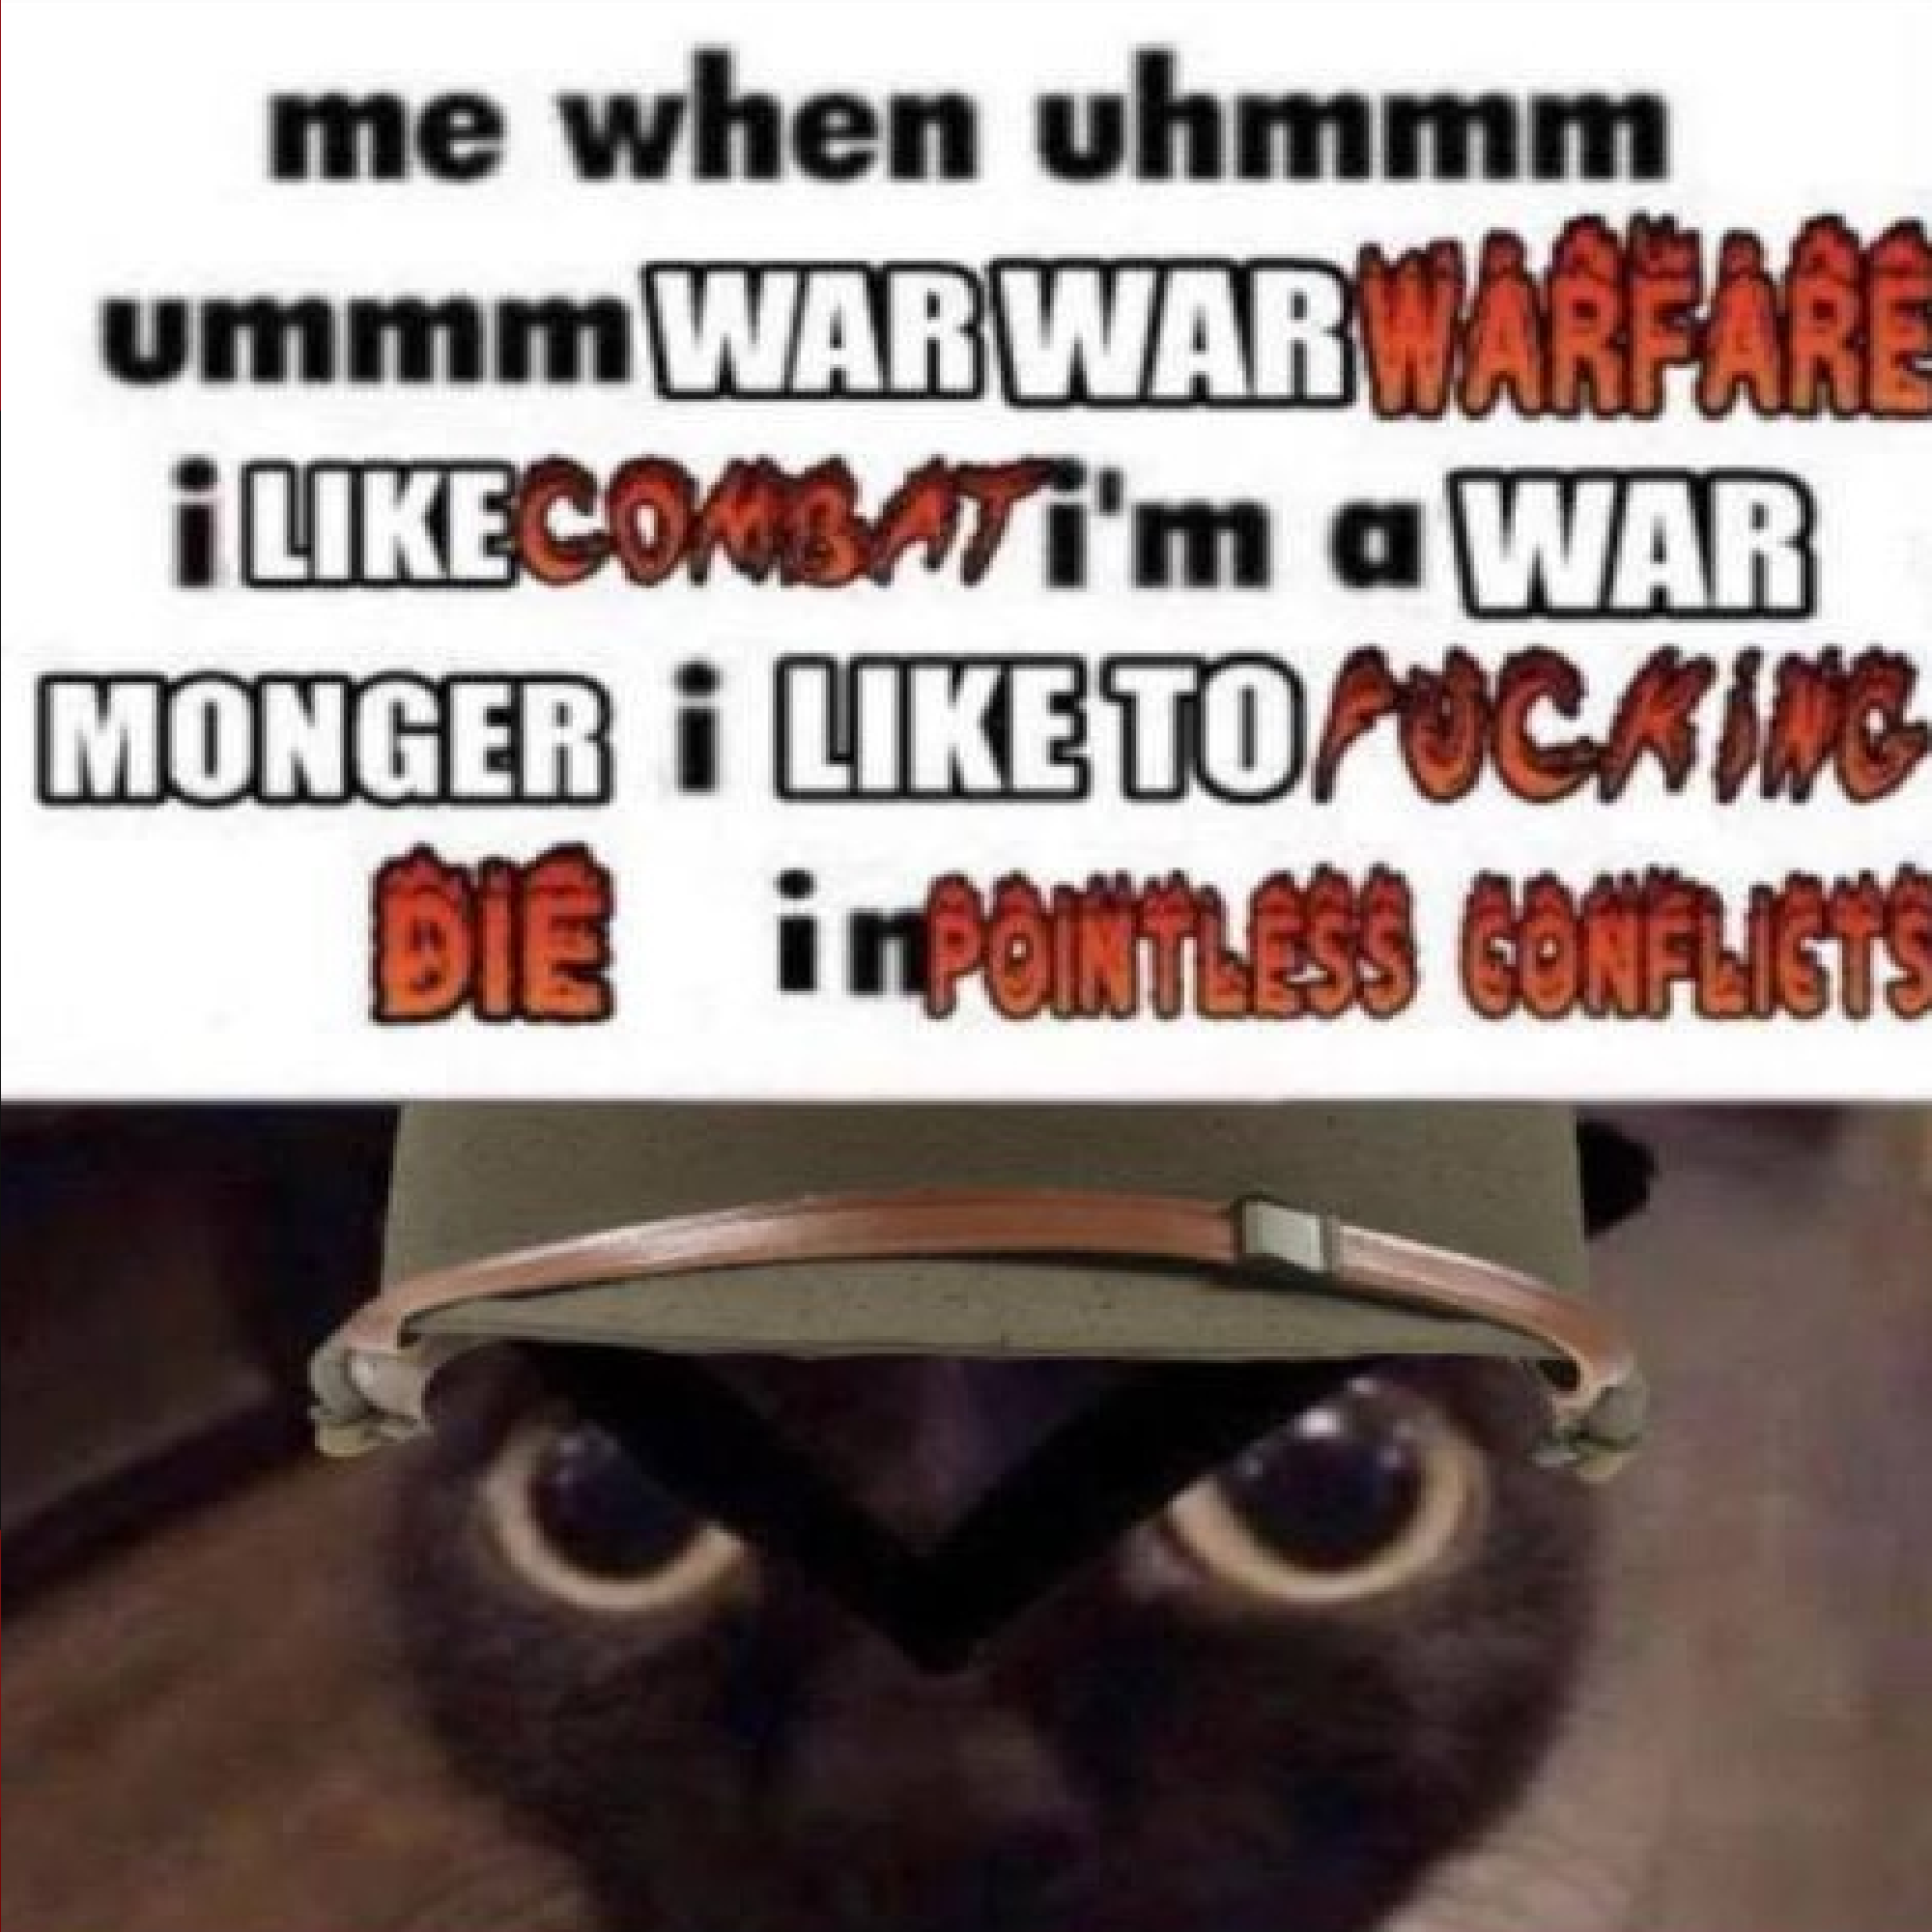 me when uhmmm
ummm WAR WAR WARFARE
i LIKE COMBAT i'm a WAR
MONGER i LIKE TO FUCKING
DIE in POINTLESS CONFLICTS